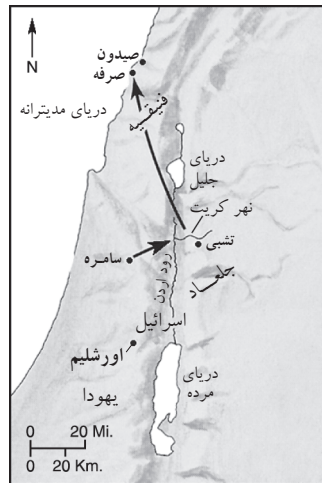 صیدون
صرفه
N
فنیقیه
دریای مدیترانه
دریای
جلیل
نهر کریت
تشبی
سامره
جلعاد
رود اردن
اسرائیل
اورشلیم
دریای
مرده
یهودا
0 20 Mi.
0 20 Km.